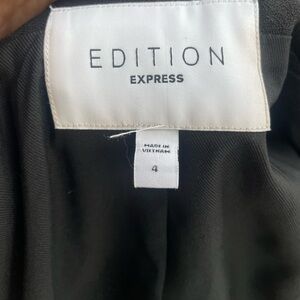 EDITION
EXPRESS
MADE IN
VIETNAM
4